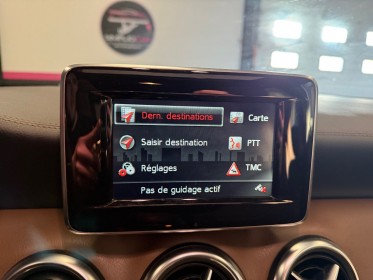 Dern. destinations
Carte
Saisir destination
PTT
Réglages
TMC
Pas de guidage actif